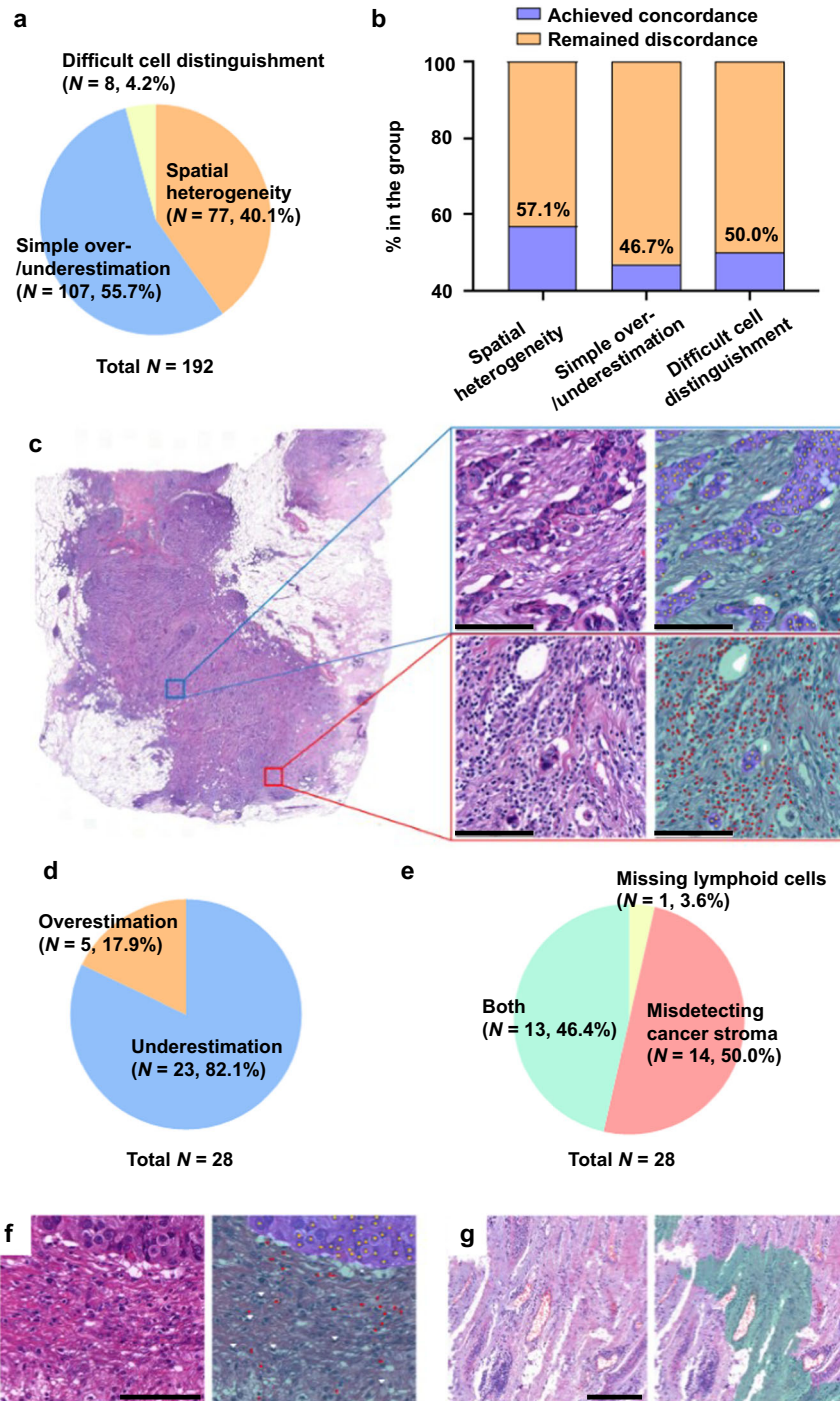 a
Difficult cell distinguishment
(N = 8, 4.2%)
Spatial
heterogeneity
(N = 77, 40.1%)
Simple over-
/underestimation
(N = 107, 55.7%)
Total N = 192
b
Achieved concordance
Remained discordance
% in the group
100
80
60
40
57.1%
46.7%
50.0%
Spatial
heterogeneity
Simple over-
/underestimation
Difficult cell
distinguishment
c
d
Overestimation
(N = 5, 17.9%)
Underestimation
(N = 23, 82.1%)
Total N = 28
e
Missing lymphoid cells
(N = 1, 3.6%)
Both
(N = 13, 46.4%)
Misdetecting
cancer stroma
(N = 14, 50.0%)
Total N = 28
f
g